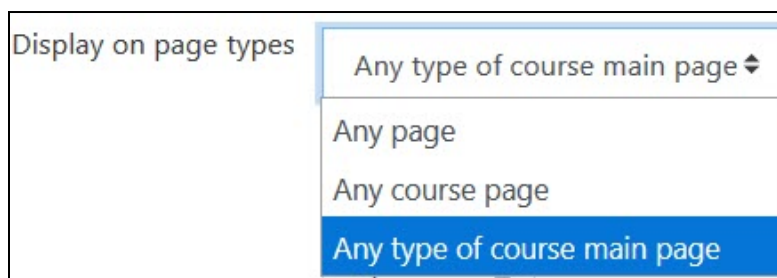 Display on page types
Any type of course main page
Any page
Any course page
Any type of course main page